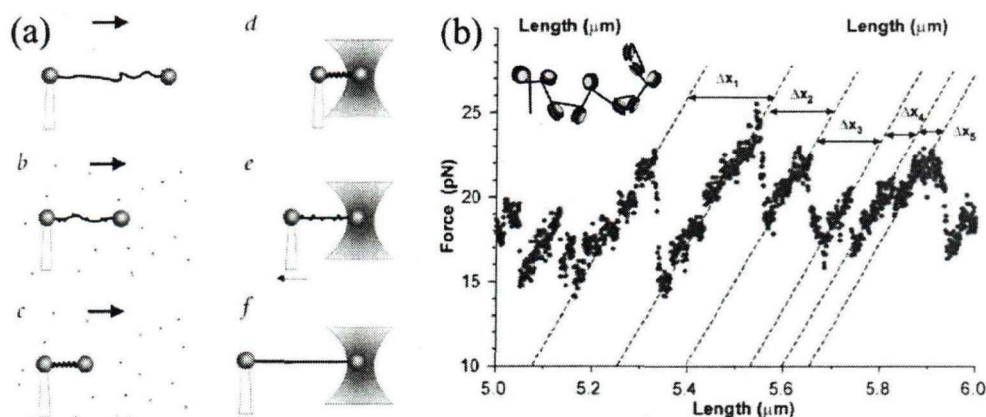 (a)
d
b
e
c
f
(b)
Length (μm)
Length (μm)
Δx₁
Δx₂
Δx₃
Δx₄
Δx₅
Force (pN)
25
20
15
10
5.0
5.2
5.4
5.6
5.8
6.0
Length (μm)